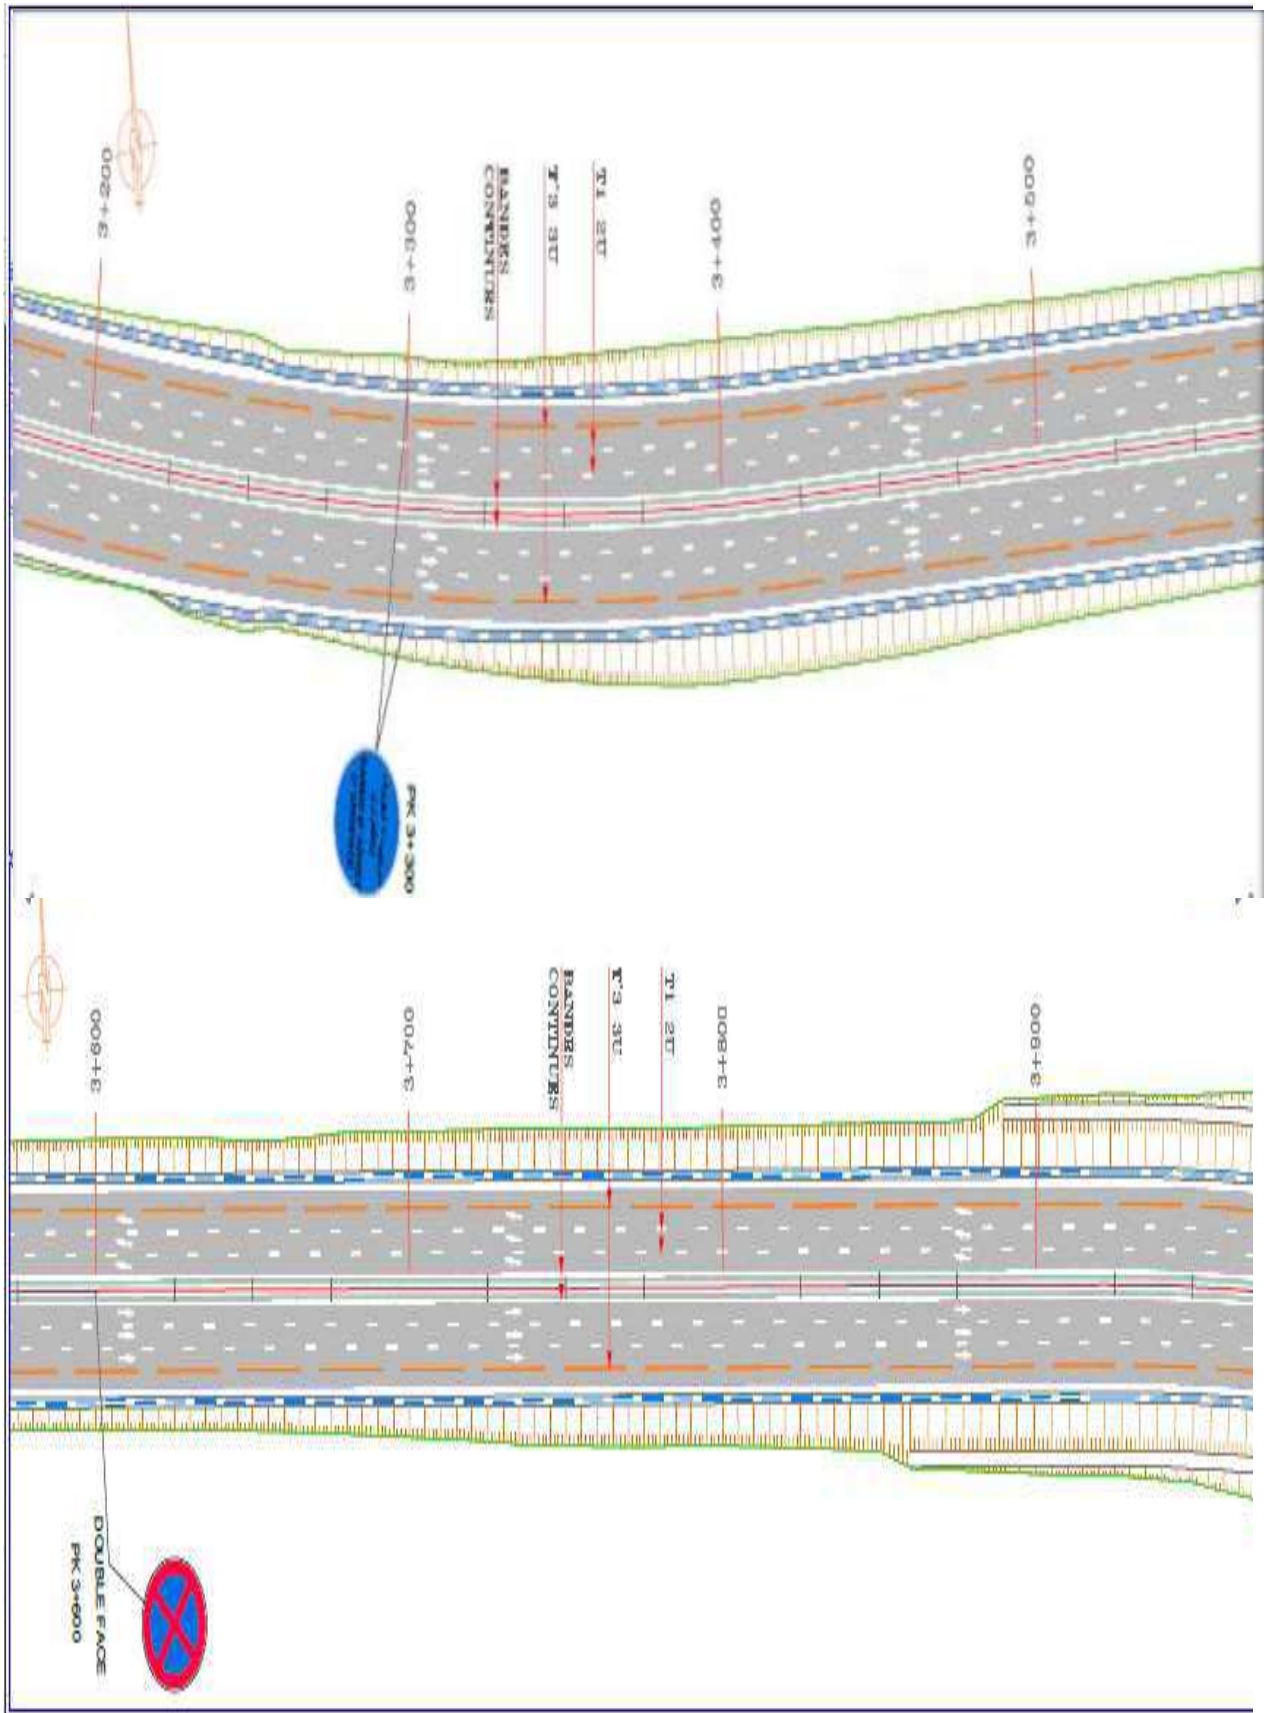 3+200
3+300
BANDES
CONTINUES
T'3 3U
T1 2U
3+400
3+500
PK 3+300
3+600
3+700
BANDES
CONTINUES
T'3 3U
T1 2U
3+800
3+900
DOUBLE FACE
PK 3+600